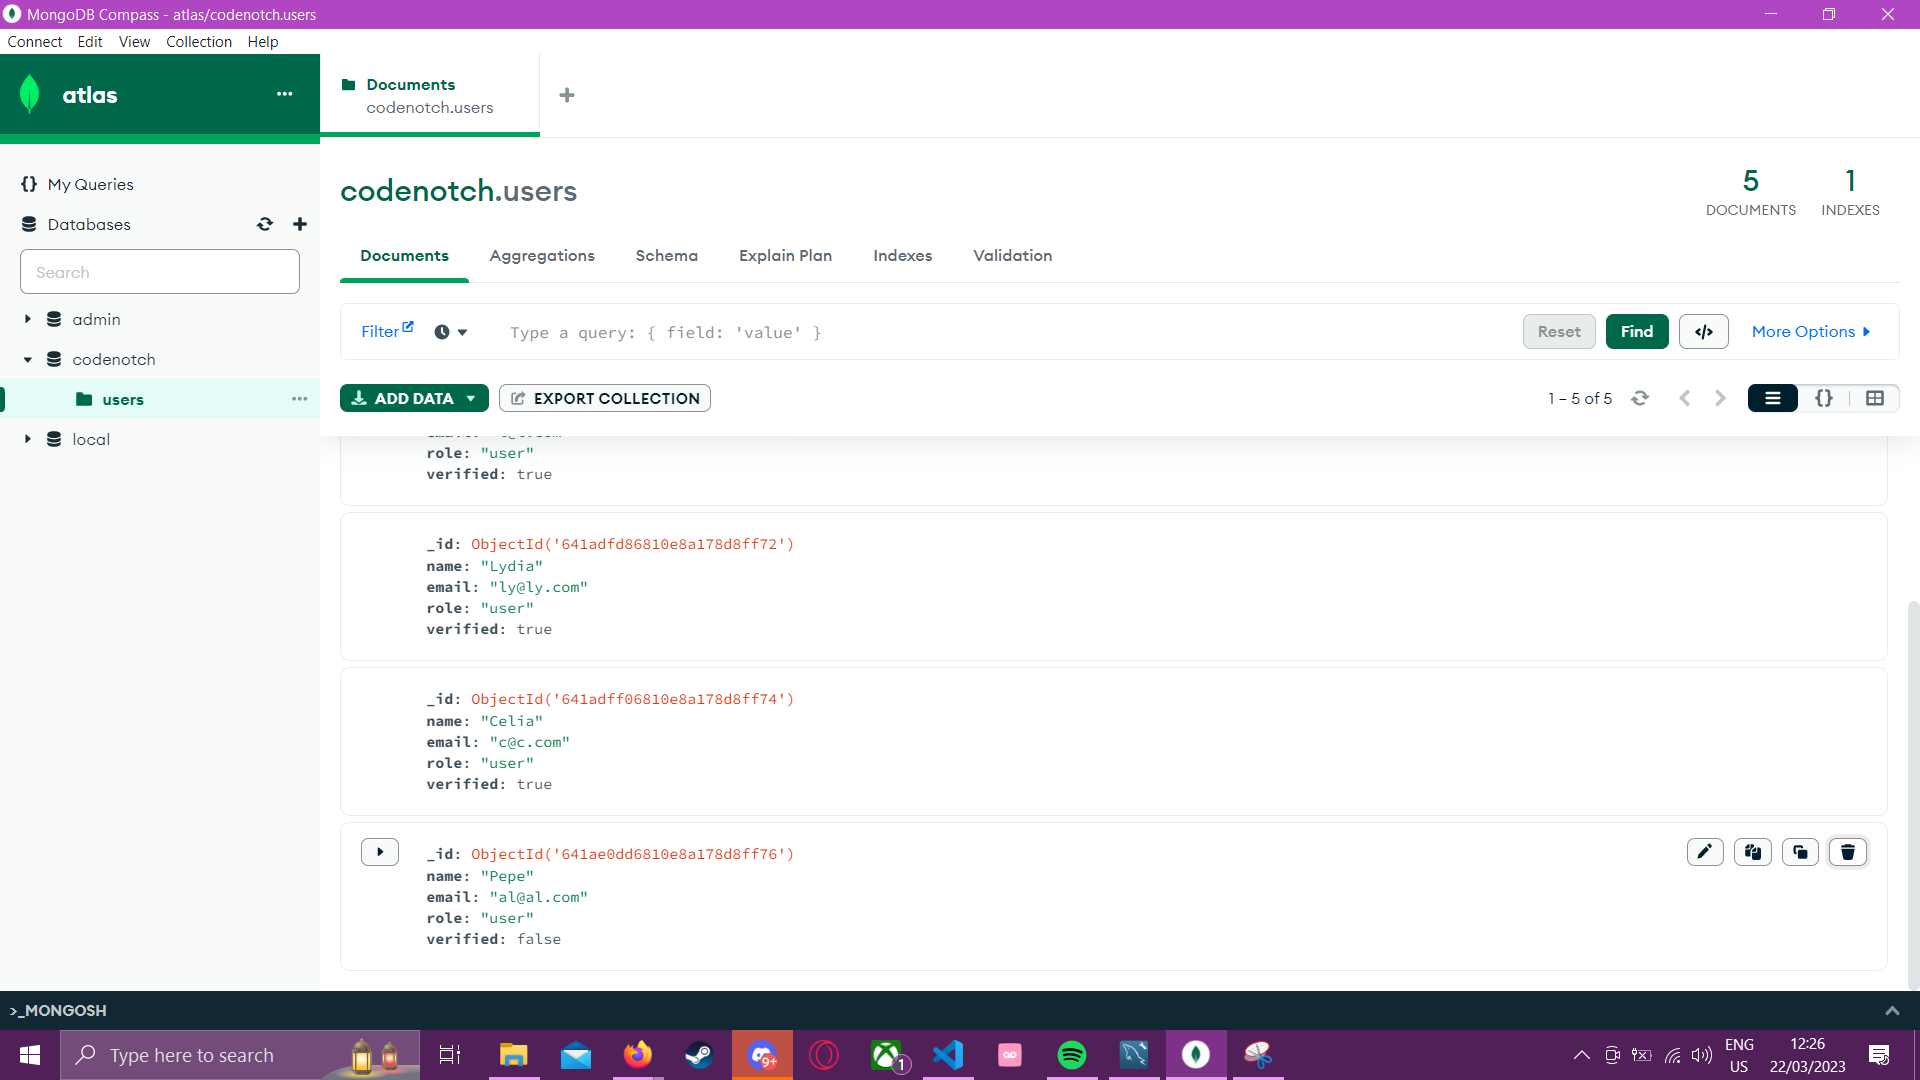 MongoDB Compass - atlas/codenotch.users
Connect Edit View Collection Help
atlas
Documents
codenotch.users
My Queries
Databases
Search
admin
codenotch
users
local
codenotch.users
5
DOCUMENTS
1
INDEXES
Documents Aggregations Schema Explain Plan Indexes Validation
Filter
Type a query: { field: 'value' }
Reset
Find
</>
More Options
ADD DATA
EXPORT COLLECTION
1 – 5 of 5
{}
role: "user"
verified: true
_id: ObjectId('641adfd86810e8a178d8ff72')
name: "Lydia"
email: "ly@ly.com"
role: "user"
verified: true
_id: ObjectId('641adff06810e8a178d8ff74')
name: "Celia"
email: "c@c.com"
role: "user"
verified: true
_id: ObjectId('641ae0dd6810e8a178d8ff76')
name: "Pepe"
email: "al@al.com"
role: "user"
verified: false
>_MONGOSH
Type here to search
9+
1
ENG
US
12:26
22/03/2023